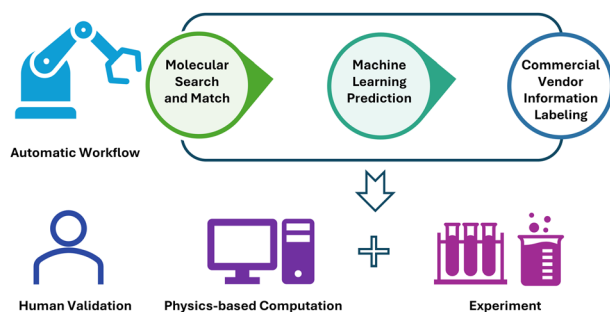 Molecular
Search
and Match
Machine
Learning
Prediction
Commercial
Vendor
Information
Labeling
Automatic Workflow
Human Validation
Physics-based Computation
Experiment